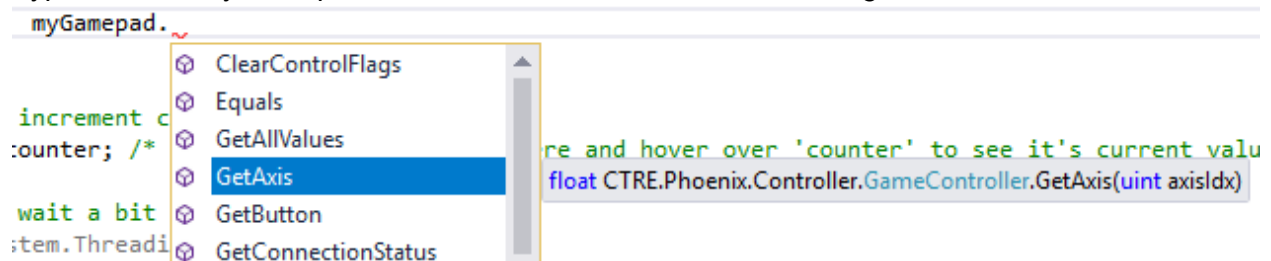 myGamepad.
ClearControlFlags
Equals
increment c
GetAllValues
counter; /*
re and hover over 'counter' to see it's current valu
GetAxis
float CTRE.Phoenix.Controller.GameController.GetAxis(uint axisIdx)
wait a bit
GetButton
stem.Threadi
GetConnectionStatus